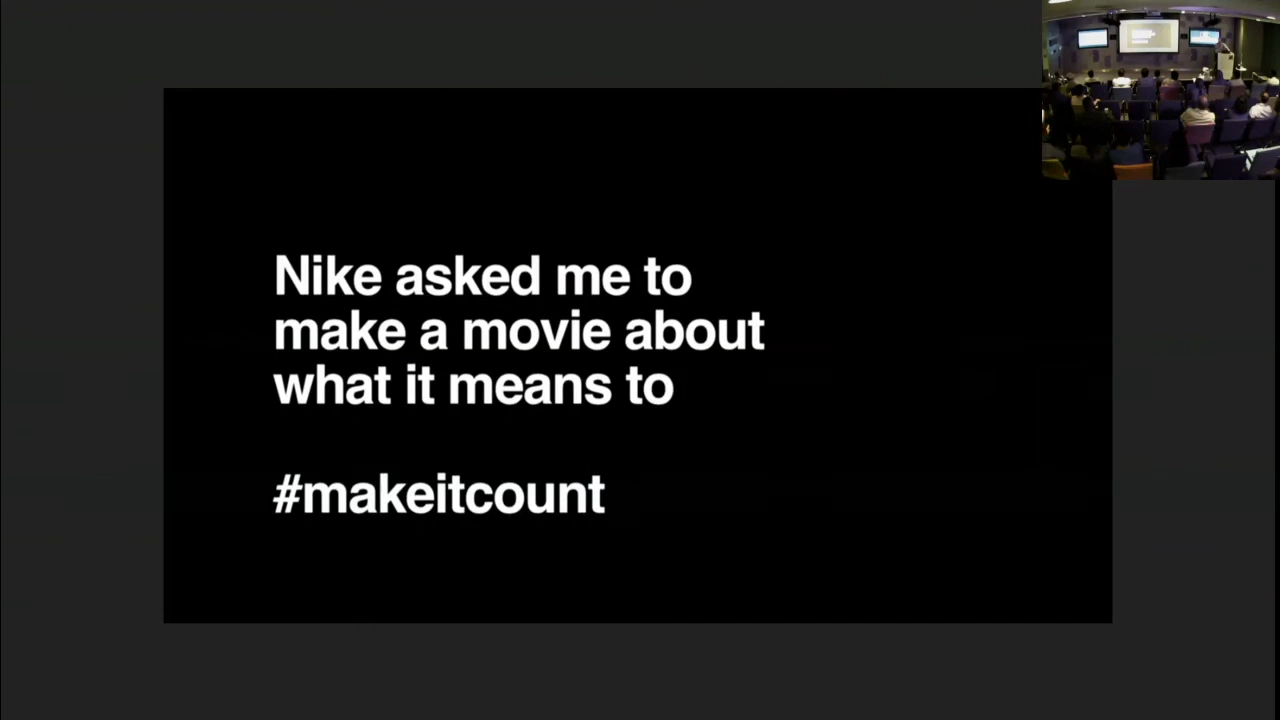 Nike asked me to
make a movie about
what it means to
#makeitcount